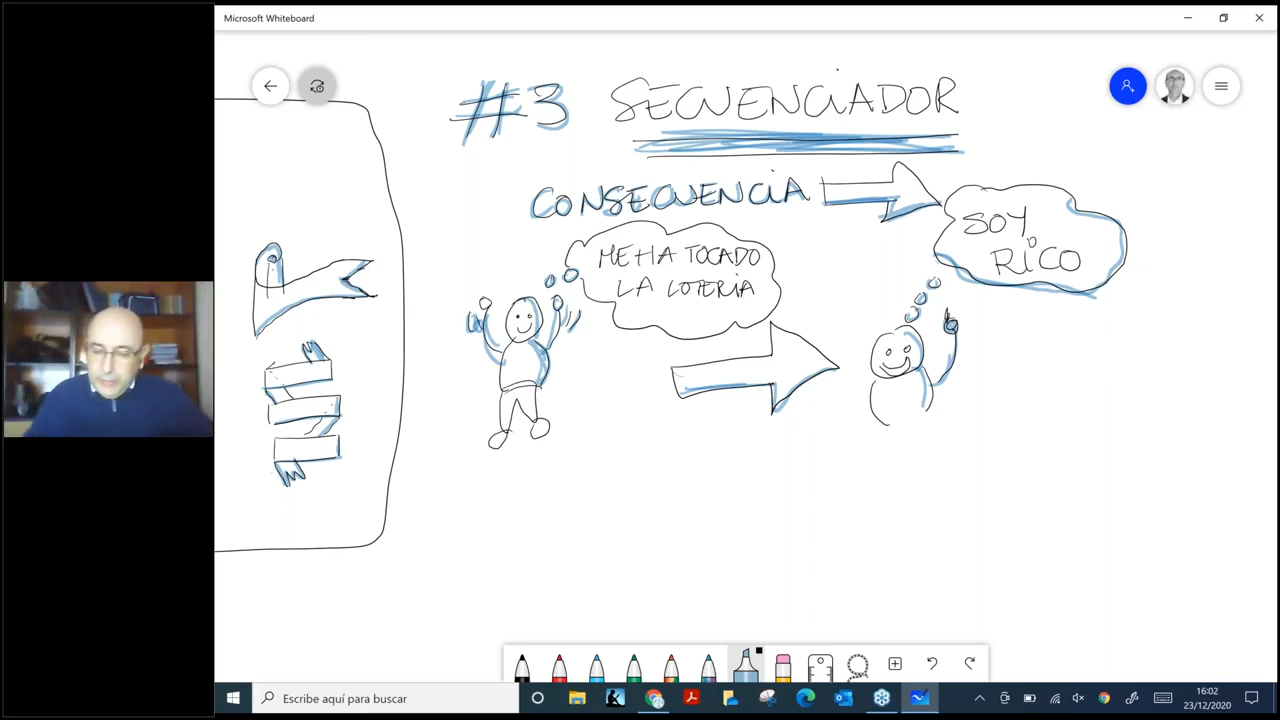 Microsoft Whiteboard
#3 SECUENCIADOR
CONSECUENCIA
SOY
RICO
ME HA TOCADO
LA LOTERIA
Escribe aquí para buscar
16:02
23/12/2020